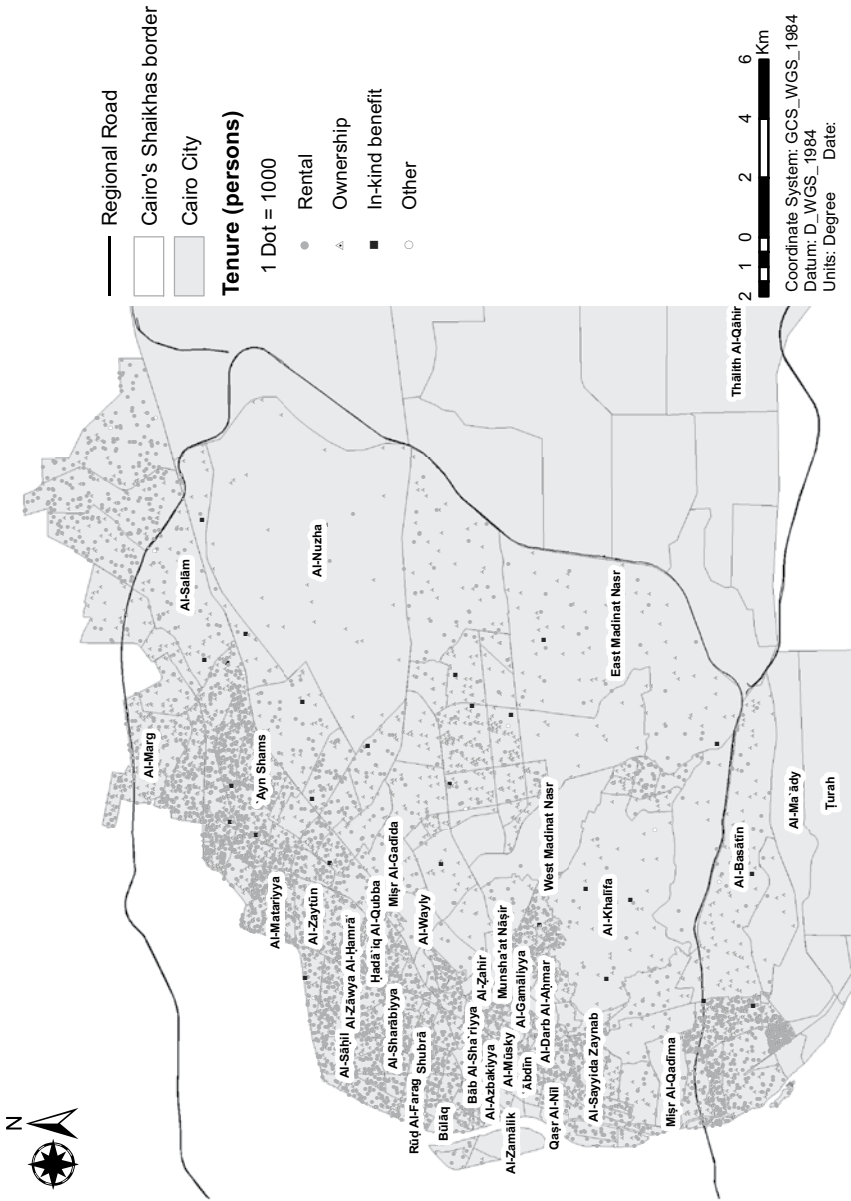 N
Regional Road
Cairo's Shaikhas border
Cairo City
Tenure (persons)
1 Dot = 1000
Rental
Ownership
In-kind benefit
Other
2 1 0 2 4 6
Km
Coordinate System: GCS_WGS_1984
Datum: D_WGS_1984
Units: Degree Date:
Al-Marg
Al-Salām
Al-Nuzha
`Ayn Shams
Al-Matariyya
Al-Zaytūn
Al-Zāwya Al-Ḥamrā'
Al-Sāḥil
Ḥadā'iq Al-Qubba
Miṣr Al-Gadīda
Al-Sharābiyya
Al-Wayly
Rūḍ Al-Farag
Shubrā
Būlāq
Bāb Al-Sha`riyya
Al-Ẓahir
Al-Azbakiyya
Munsha'at Nāṣir
Al-Mūsky
Al-Zamālik
Al-Gamāliyya
`Ābdīn
Al-Darb Al-Aḥmar
Qaṣr Al-Nīl
West Madinat Nasr
East Madinat Nasr
Al-Sayyida Zaynab
Al-Khalīfa
Miṣr Al-Qadīma
Al-Basātīn
Al-Ma`ādy
Ṭurah
Thālith Al-Qāhir